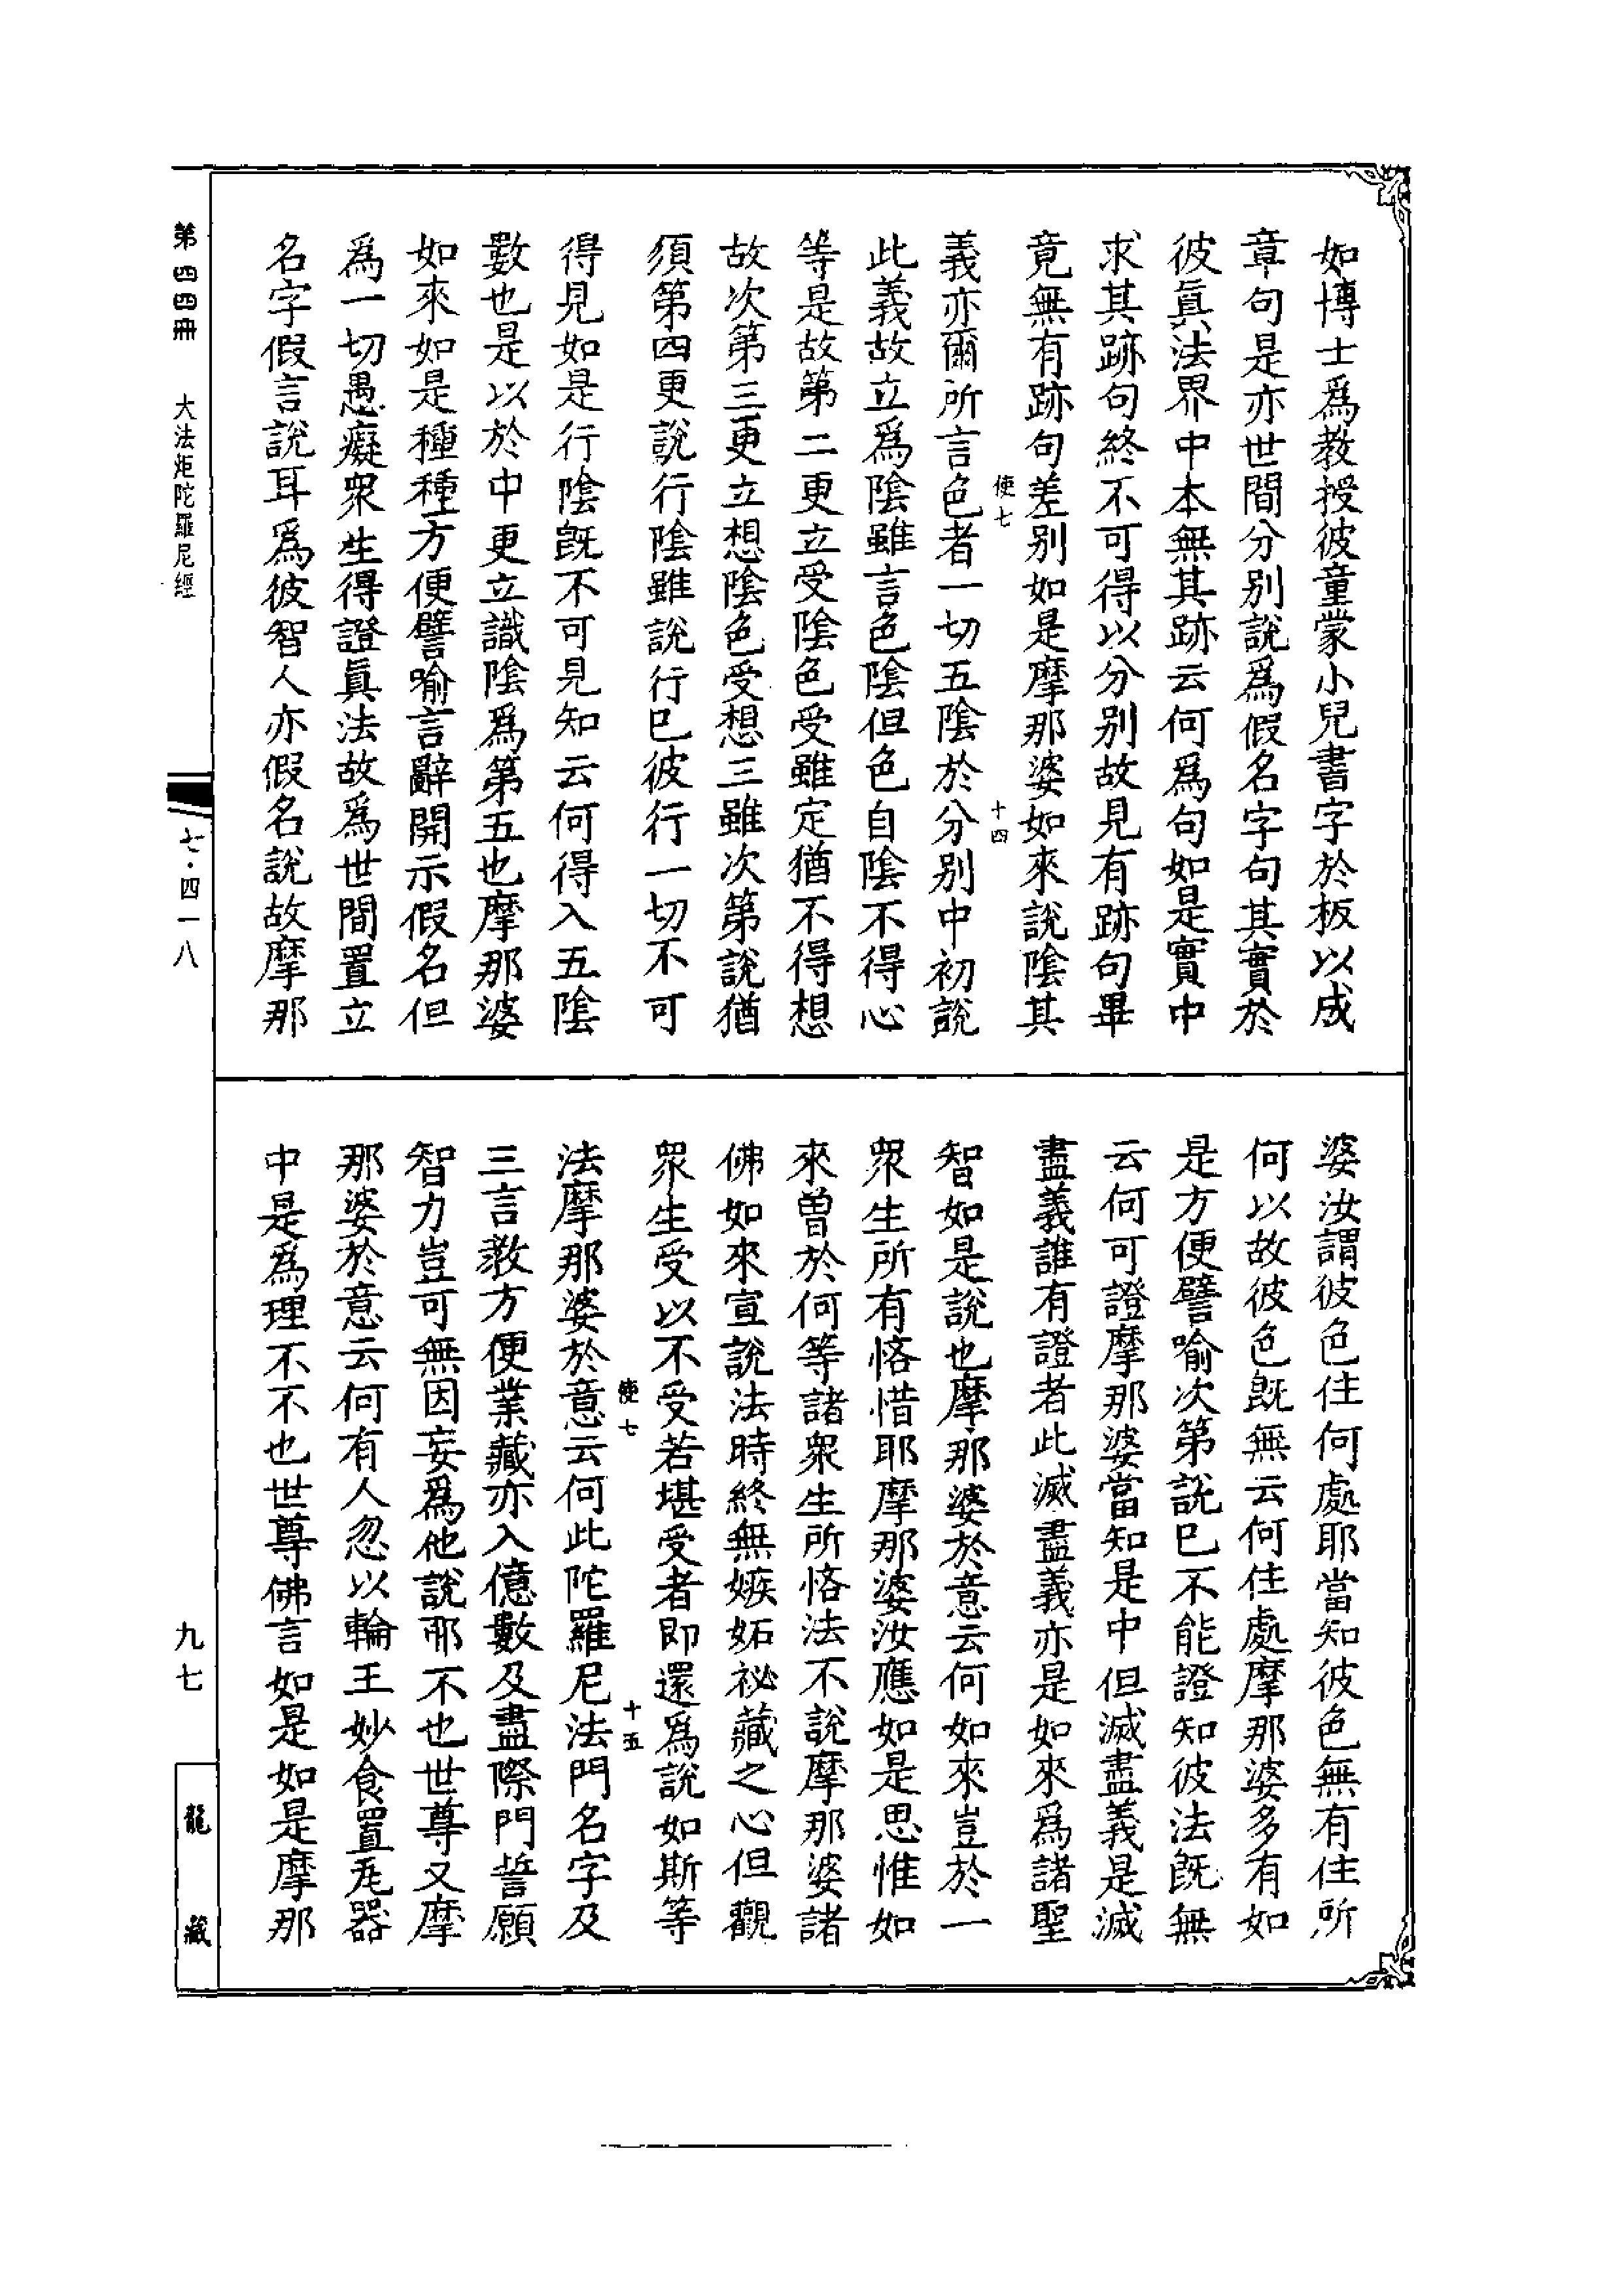 如博士爲教授彼童蒙小兒書字於板以成
章句是亦世間分别說爲假名字句其實於
彼眞法界中本無其跡云何爲句如是實中
求其跡句終不可得以分别故見有跡句畢
竟無有跡句差别如是摩那婆如來說陰其
使七
十四
義亦爾所言色者一切五陰於分别中初說
此義故立爲陰雖言色陰但色自陰不得心
等是故第二更立受陰色受雖定猶不得想
故次第三更立想陰色受想三雖次第說猶
須第四更說行陰雖說行已彼行一切不可
得見如是行陰旣不可見知云何得入五陰
數也是以於中更立識陰爲第五也摩那婆
如來如是種種方便譬喻言辭開示假名但
爲一切愚癡眾生得證眞法故爲世間置立
名字假言說耳爲彼智人亦假名說故摩那
婆汝謂彼色住何處耶當知彼色無有住所
何以故彼色旣無云何住處摩那婆多有如
是方便譬喻次第說已不能證知彼法旣無
云何可證摩那婆當知是中但滅盡義是滅
盡義誰有證者此滅盡義亦是如來爲諸聖
智如是說也摩那婆於意云何如來豈於一
眾生所有悋惜耶摩那婆汝應如是思惟如
來曾於何等諸眾生所悋法不說摩那婆諸
佛如來宣說法時終無嫉妬祕藏之心但觀
眾生受以不受若堪受者即還爲說如斯等
使七
十五
法摩那婆於意云何此陀羅尼法門名字及
三言教方便業藏亦入億數及盡際門誓願
智力豈可無因妄爲他說耶不也世尊又摩
那婆於意云何有人忽以輪王妙食置瓦器
中是爲理不不也世尊佛言如是如是摩那
第四四冊
大法炬陀羅尼經
七·四一八
九七
龍藏